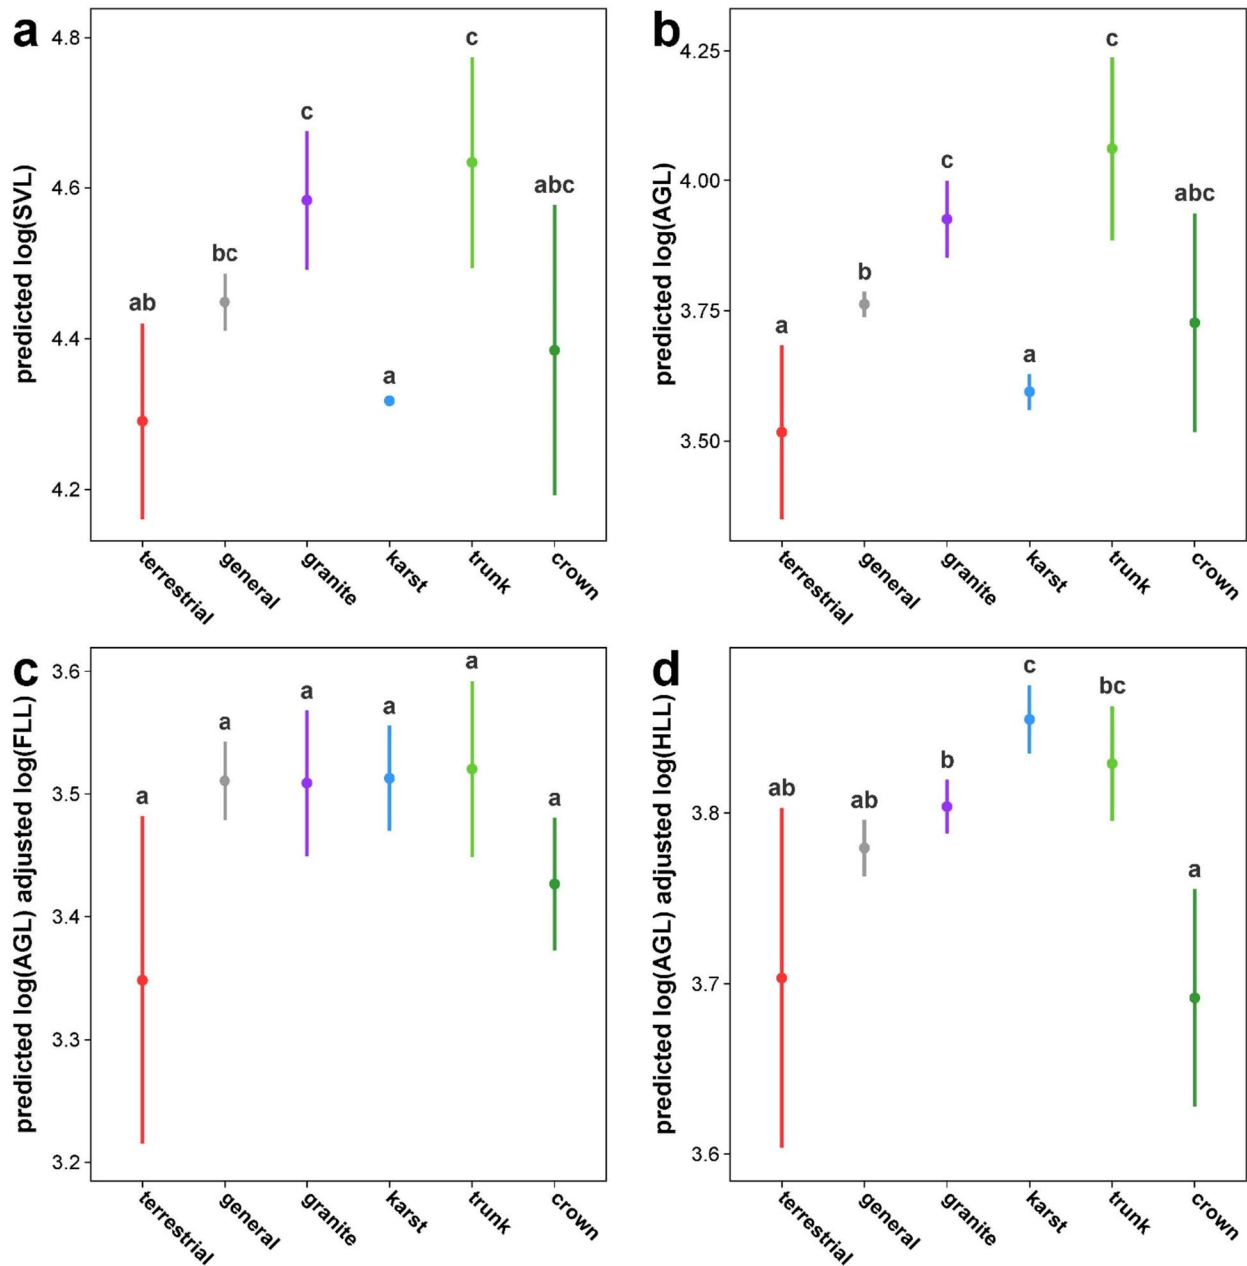 a
predicted log(SVL)
4.8
4.6
4.4
4.2
ab
bc
c
a
c
abc
terrestrial
general
granite
karst
trunk
crown
b
predicted log(AGL)
4.25
4.00
3.75
3.50
a
b
c
a
c
abc
terrestrial
general
granite
karst
trunk
crown
c
predicted log(AGL) adjusted log(FLL)
3.6
3.5
3.4
3.3
3.2
a
a
a
a
a
a
terrestrial
general
granite
karst
trunk
crown
d
predicted log(AGL) adjusted log(HLL)
3.8
3.7
3.6
ab
ab
b
c
bc
a
terrestrial
general
granite
karst
trunk
crown